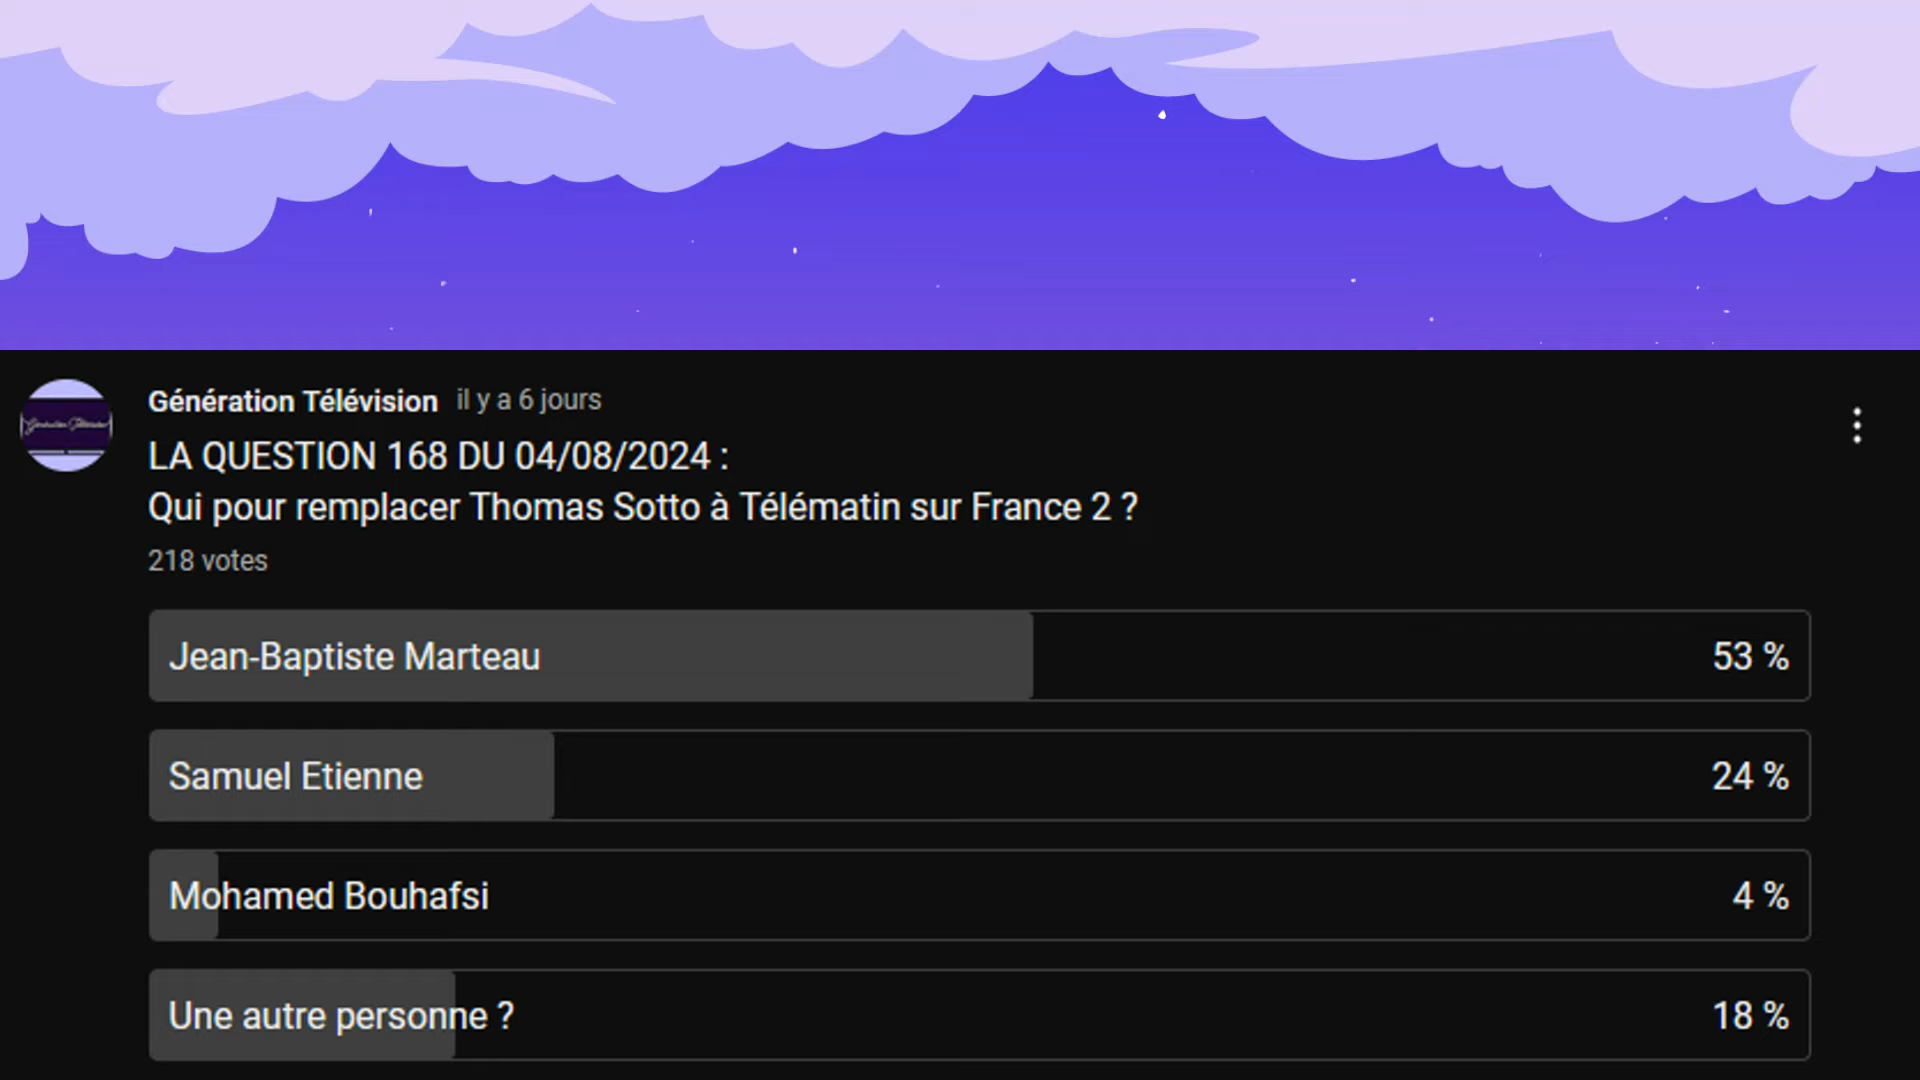 Génération Télévision il y a 6 jours
LA QUESTION 168 DU 04/08/2024 :
Qui pour remplacer Thomas Sotto à Télématin sur France 2 ?
218 votes
Jean-Baptiste Marteau 53 %
Samuel Etienne 24 %
Mohamed Bouhafsi 4 %
Une autre personne ? 18 %